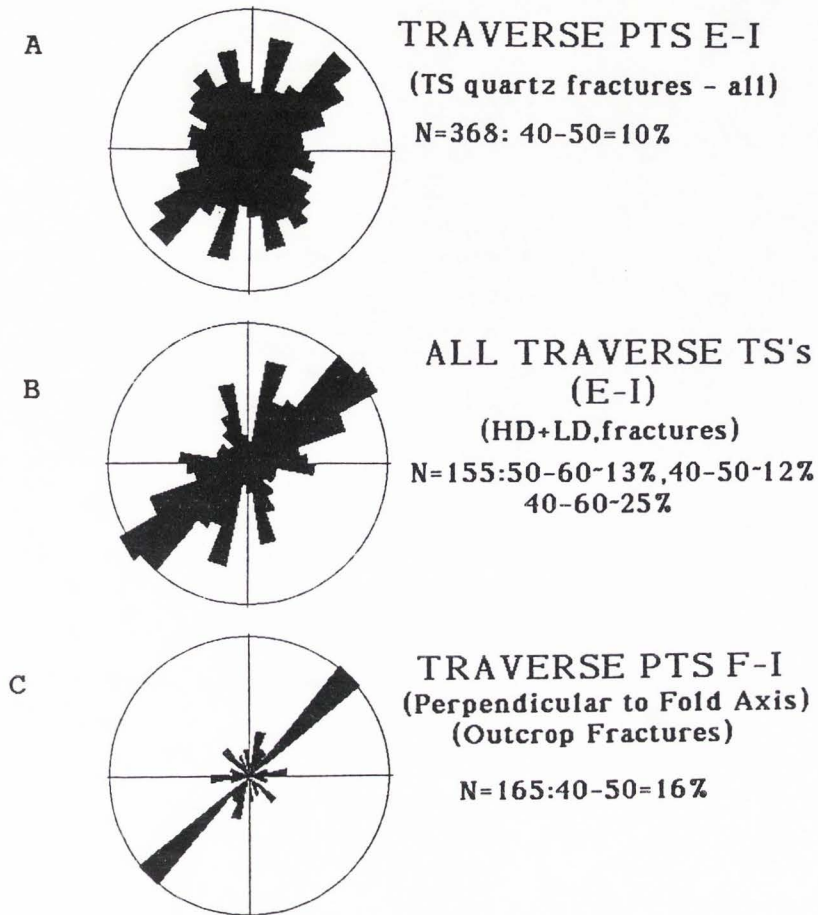 A
TRAVERSE PTS E-I
(TS quartz fractures - all)
N=368: 40-50=10%
B
ALL TRAVERSE TS's
(E-I)
(HD+LD,fractures)
N=155:50-60~13%,40-50~12%
40-60~25%
C
TRAVERSE PTS F-I
(Perpendicular to Fold Axis)
(Outcrop Fractures)
N=165:40-50=16%